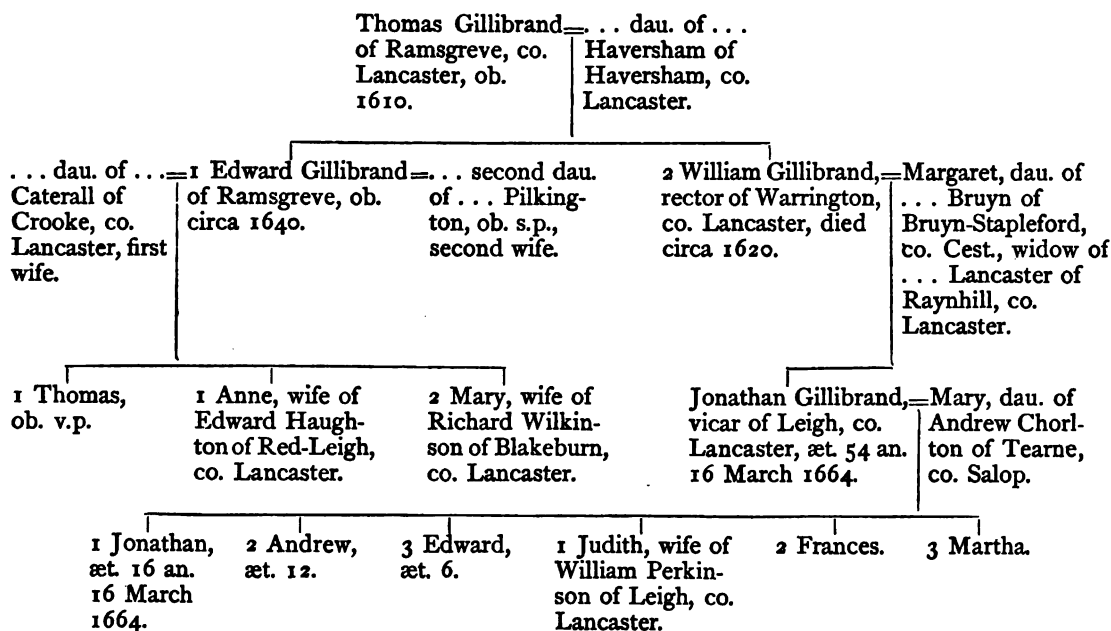 Thomas Gillibrand=... dau. of ...
of Ramsgreve, co.
Lancaster, ob.
1610.
Haversham of
Haversham, co.
Lancaster.
... dau. of ...=
Caterall of
Crooke, co.
Lancaster, first
wife.
1 Edward Gillibrand=
of Ramsgreve, ob.
circa 1640.
... second dau.
of ... Pilking-
ton, ob. s.p.,
second wife.
2 William Gillibrand,=
rector of Warrington,
co. Lancaster, died
circa 1620.
Margaret, dau. of
... Bruyn of
Bruyn-Stapleford,
co. Cest., widow of
... Lancaster of
Raynhill, co.
Lancaster.
1 Thomas,
ob. v.p.
1 Anne, wife of
Edward Haugh-
ton of Red-Leigh,
co. Lancaster.
2 Mary, wife of
Richard Wilkin-
son of Blakeburn,
co. Lancaster.
Jonathan Gillibrand,=
vicar of Leigh, co.
Lancaster, æt. 54 an.
16 March 1664.
Mary, dau. of
Andrew Chorl-
ton of Tearne,
co. Salop.
1 Jonathan,
æt. 16 an.
16 March
1664.
2 Andrew,
æt. 12.
3 Edward,
æt. 6.
1 Judith, wife of
William Perkin-
son of Leigh, co.
Lancaster.
2 Frances.
3 Martha.